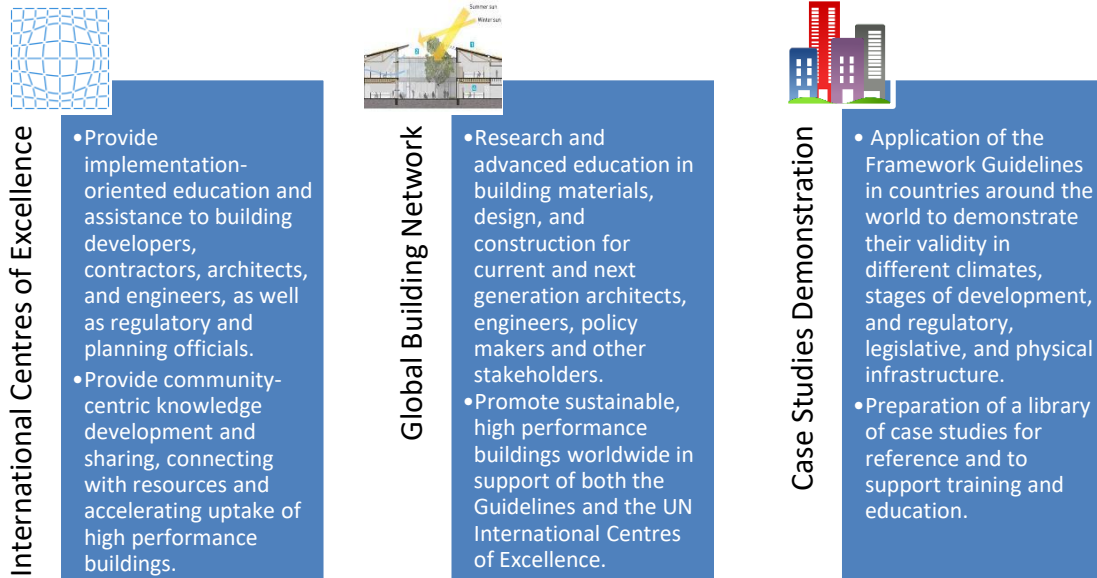 Summer sun
Winter sun
International Centres of Excellence
•Provide
implementation-
oriented education and
assistance to building
developers,
contractors, architects,
and engineers, as well
as regulatory and
planning officials.
•Provide community-
centric knowledge
development and
sharing, connecting
with resources and
accelerating uptake of
high performance
buildings.
Global Building Network
•Research and
advanced education in
building materials,
design, and
construction for
current and next
generation architects,
engineers, policy
makers and other
stakeholders.
•Promote sustainable,
high performance
buildings worldwide in
support of both the
Guidelines and the UN
International Centres
of Excellence.
Case Studies Demonstration
• Application of the
Framework Guidelines
in countries around the
world to demonstrate
their validity in
different climates,
stages of development,
and regulatory,
legislative, and physical
infrastructure.
•Preparation of a library
of case studies for
reference and to
support training and
education.